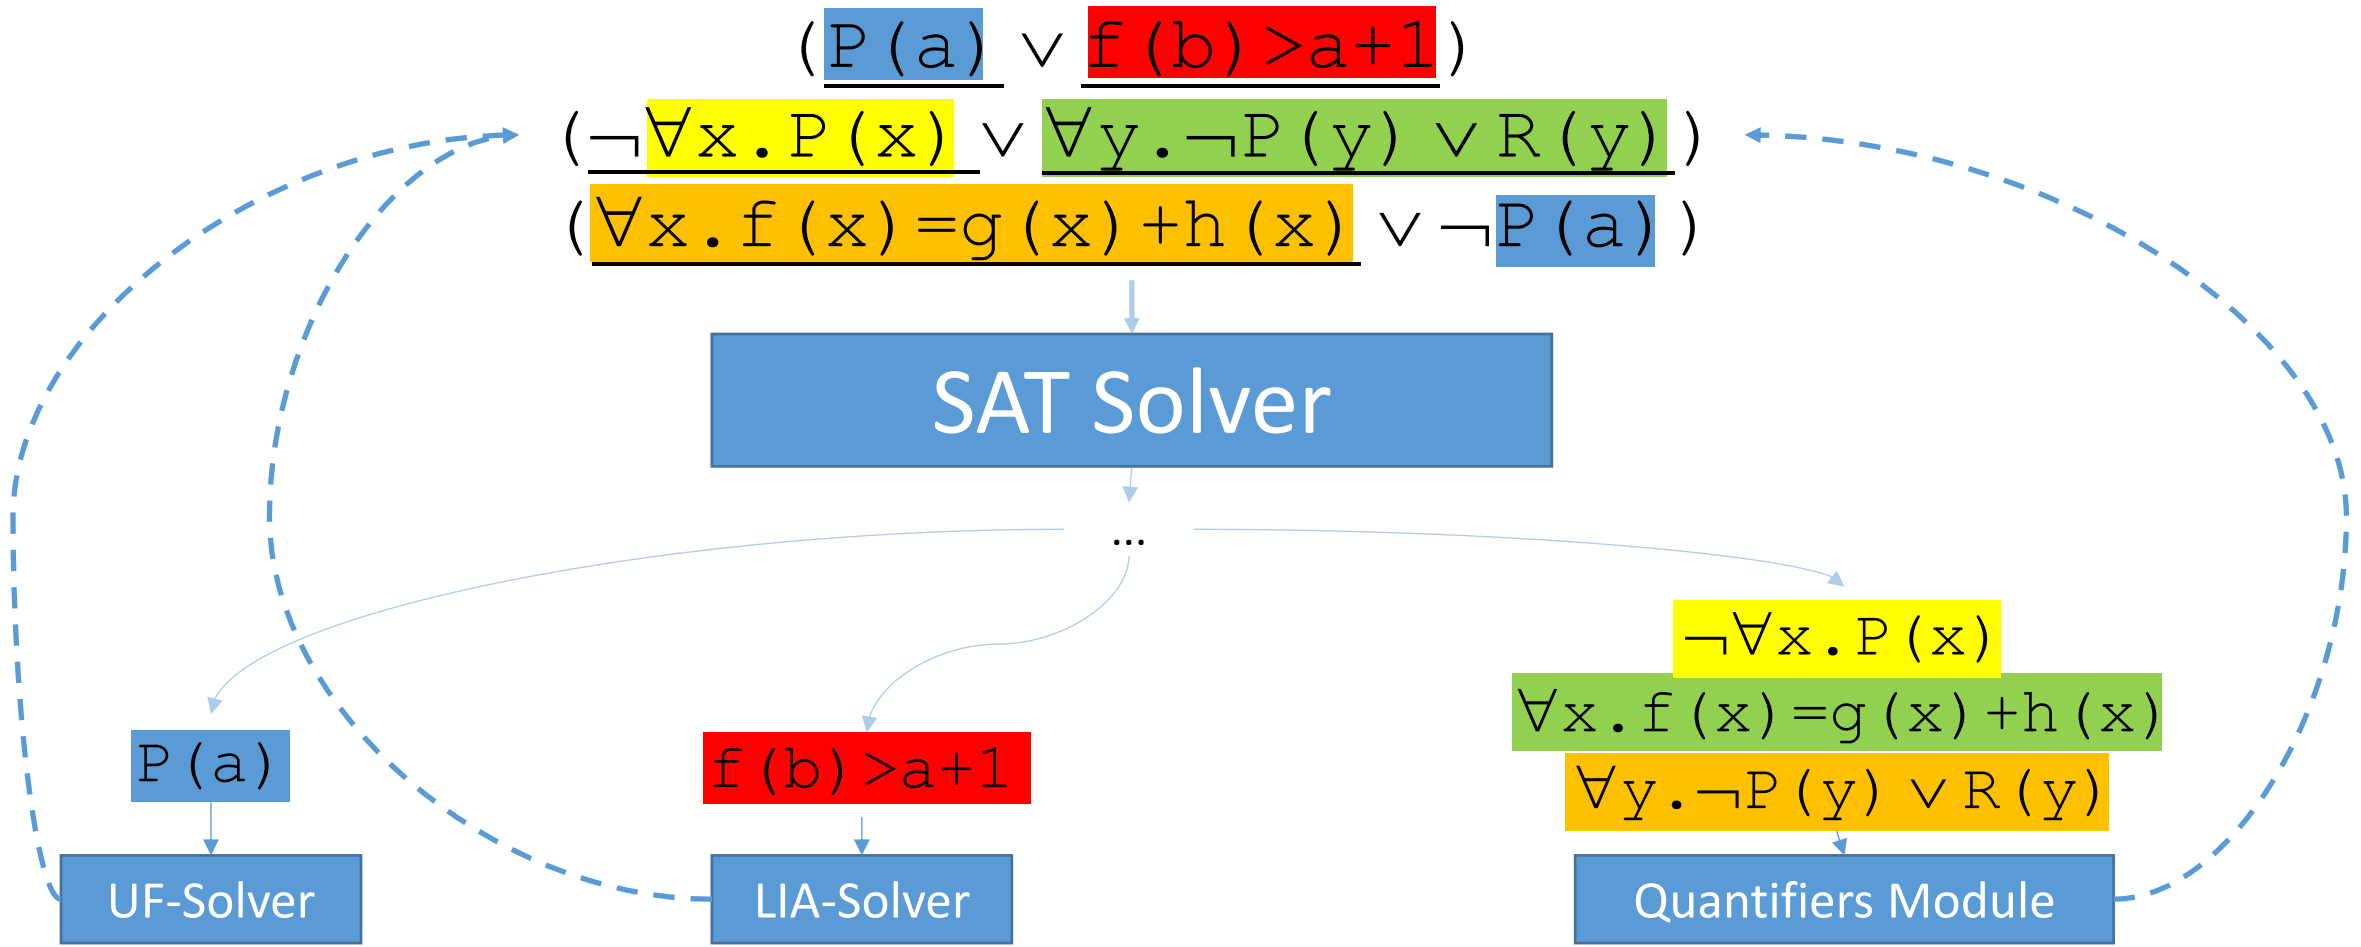 (P(a) ∨ f(b)>a+1)
(¬∀x.P(x) ∨ ∀y.¬P(y) ∨ R(y))
(∀x.f(x)=g(x)+h(x) ∨ ¬P(a))
SAT Solver
…
¬∀x.P(x)
∀x.f(x)=g(x)+h(x)
∀y.¬P(y) ∨ R(y)
P(a)
f(b)>a+1
UF-Solver
LIA-Solver
Quantifiers Module